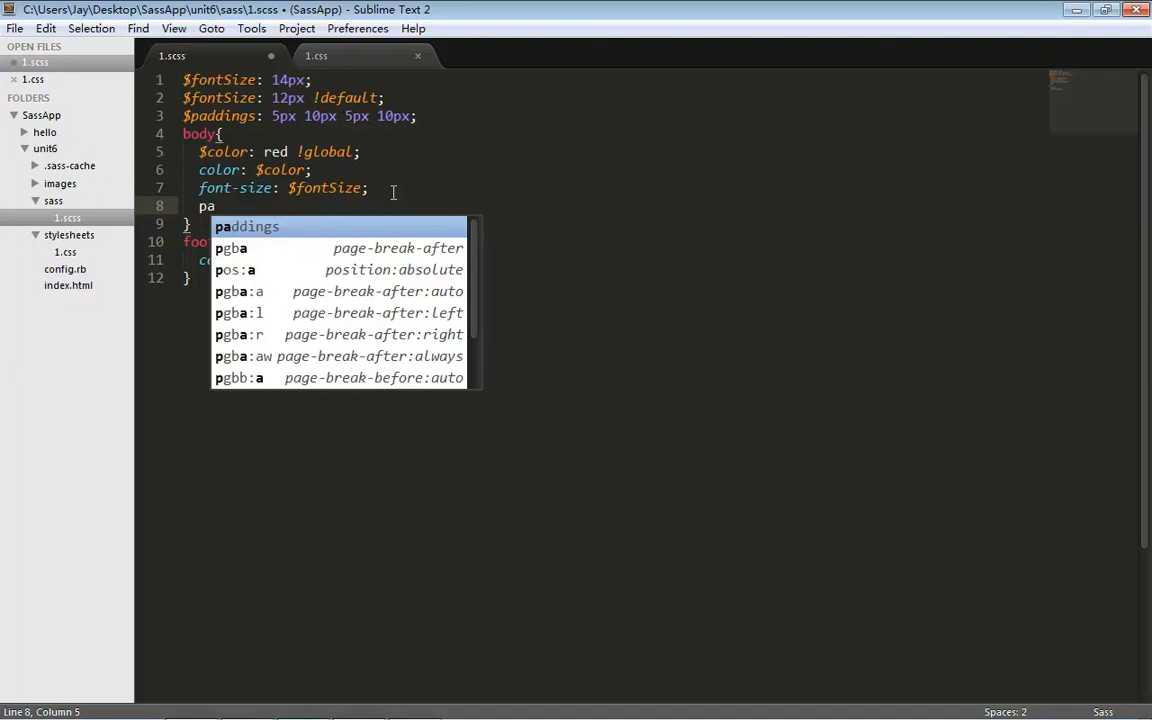 C:\Users\Jay\Desktop\SassApp\unit6\sass\1.scss • (SassApp) - Sublime Text 2
File Edit Selection Find View Goto Tools Project Preferences Help
OPEN FILES
1.scss
1.css
FOLDERS
SassApp
hello
unit6
.sass-cache
images
sass
1.scss
stylesheets
1.css
config.rb
index.html
1.scss 1.css
1 $fontSize: 14px;
2 $fontSize: 12px !default;
3 $paddings: 5px 10px 5px 10px;
4 body{
5 $color: red !global;
6 color: $color;
7 font-size: $fontSize;
8 pa
9 }
10 foo
11 co
12 }
paddings
pgba page-break-after
pos:a position:absolute
pgba:a page-break-after:auto
pgba:l page-break-after:left
pgba:r page-break-after:right
pgba:aw page-break-after:always
pgbb:a page-break-before:auto
Line 8, Column 5 Spaces: 2 Sass